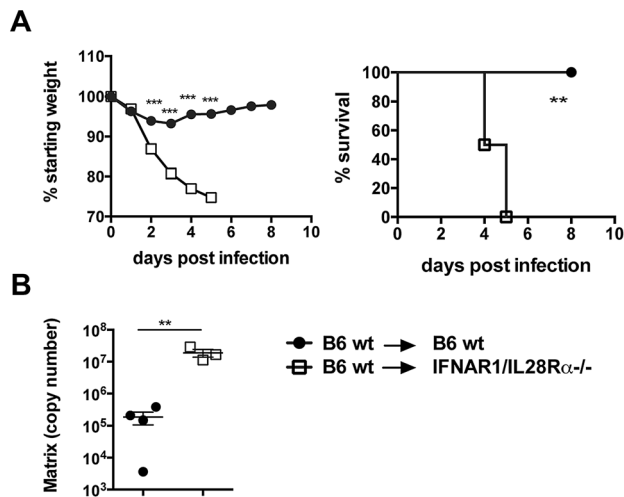 A
% starting weight
110
100
90
80
70
***
***
***
***
0 2 4 6 8 10
days post infection
% survival
100
80
60
40
20
0
**
0 2 4 6 8 10
days post infection
B
Matrix (copy number)
10⁸
10⁷
10⁶
10⁵
10⁴
10³
**
B6 wt → B6 wt
B6 wt → IFNAR1/IL28Rα-/-